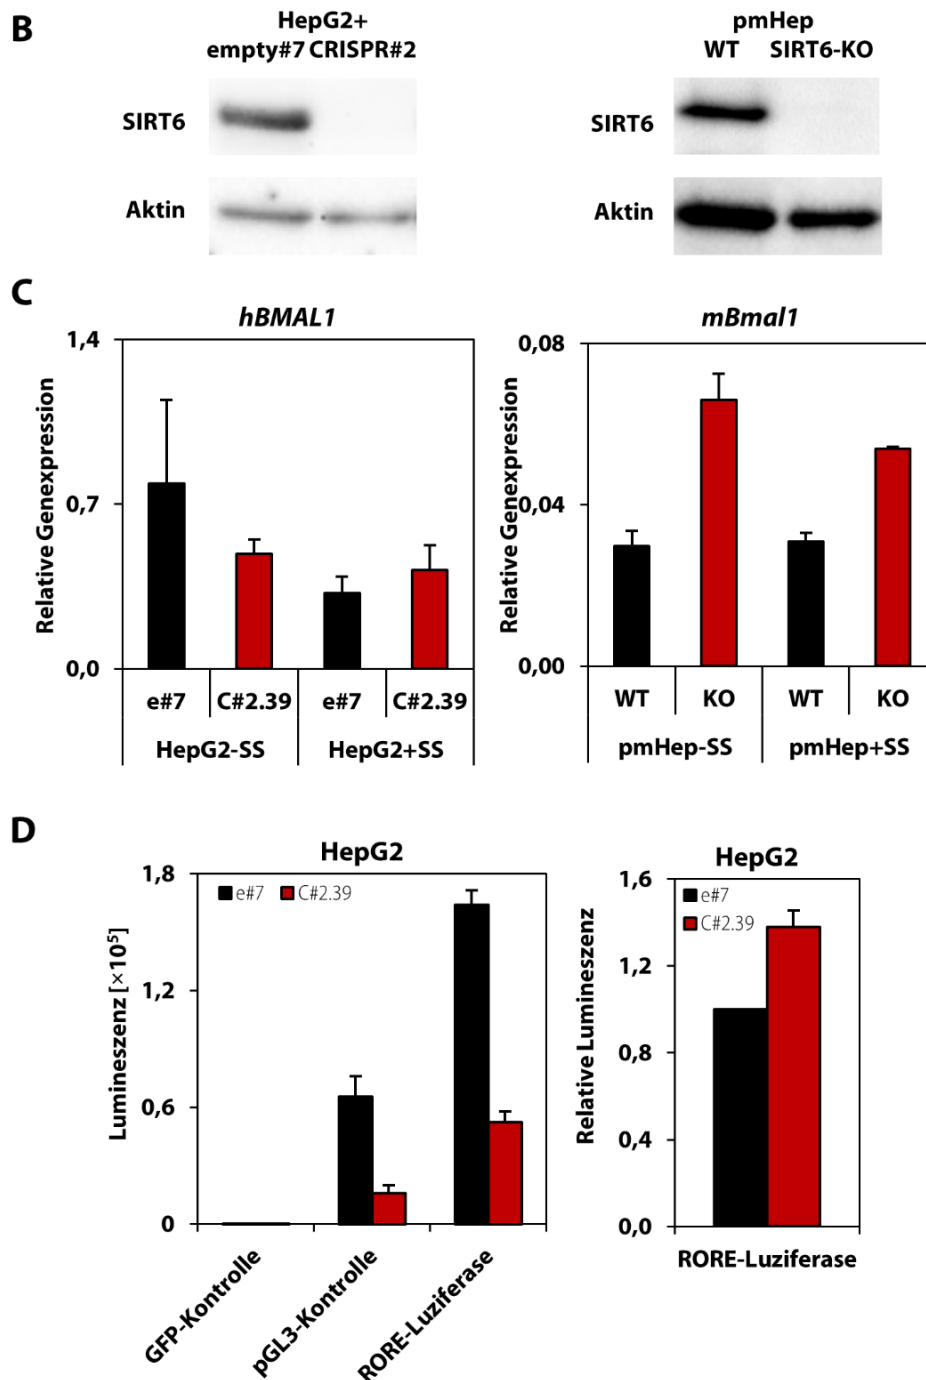 B
HepG2+
empty#7 CRISPR#2
SIRT6
Aktin
pmHep
WT SIRT6-KO
SIRT6
Aktin
C
hBMAL1
Relative Genexpression
1,4
0,7
0,0
e#7 C#2.39 e#7 C#2.39
HepG2-SS HepG2+SS
mBmal1
Relative Genexpression
0,08
0,04
0,00
WT KO WT KO
pmHep-SS pmHep+SS
D
HepG2
e#7 C#2.39
Lumineszenz [×10⁵]
1,8
1,2
0,6
0
GFP-Kontrolle
pGL3-Kontrolle
RORE-Luziferase
HepG2
e#7
C#2.39
Relative Lumineszenz
1,6
1,2
0,8
0,4
0,0
RORE-Luziferase